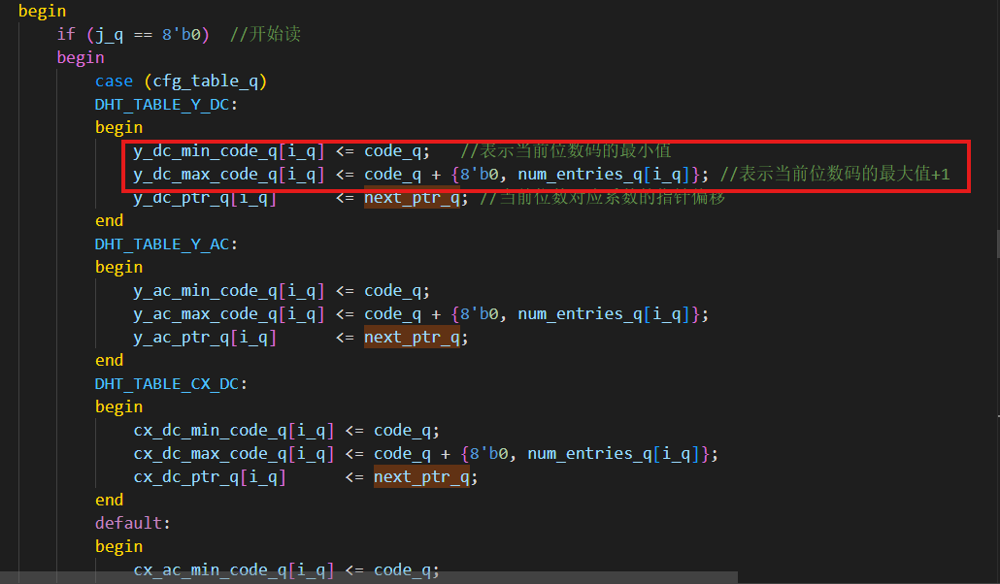 begin
if (j_q == 8'b0)  //开始读
begin
case (cfg_table_q)
DHT_TABLE_Y_DC:
begin
y_dc_min_code_q[i_q] <= code_q;   //表示当前位数码的最小值
y_dc_max_code_q[i_q] <= code_q + {8'b0, num_entries_q[i_q]}; //表示当前位数码的最大值+1
y_dc_ptr_q[i_q]      <= next_ptr_q; //当前位数对应系数的指针偏移
end
DHT_TABLE_Y_AC:
begin
y_ac_min_code_q[i_q] <= code_q;
y_ac_max_code_q[i_q] <= code_q + {8'b0, num_entries_q[i_q]};
y_ac_ptr_q[i_q]      <= next_ptr_q;
end
DHT_TABLE_CX_DC:
begin
cx_dc_min_code_q[i_q] <= code_q;
cx_dc_max_code_q[i_q] <= code_q + {8'b0, num_entries_q[i_q]};
cx_dc_ptr_q[i_q]      <= next_ptr_q;
end
default:
begin
cx_ac_min_code_q[i_q] <= code_q;